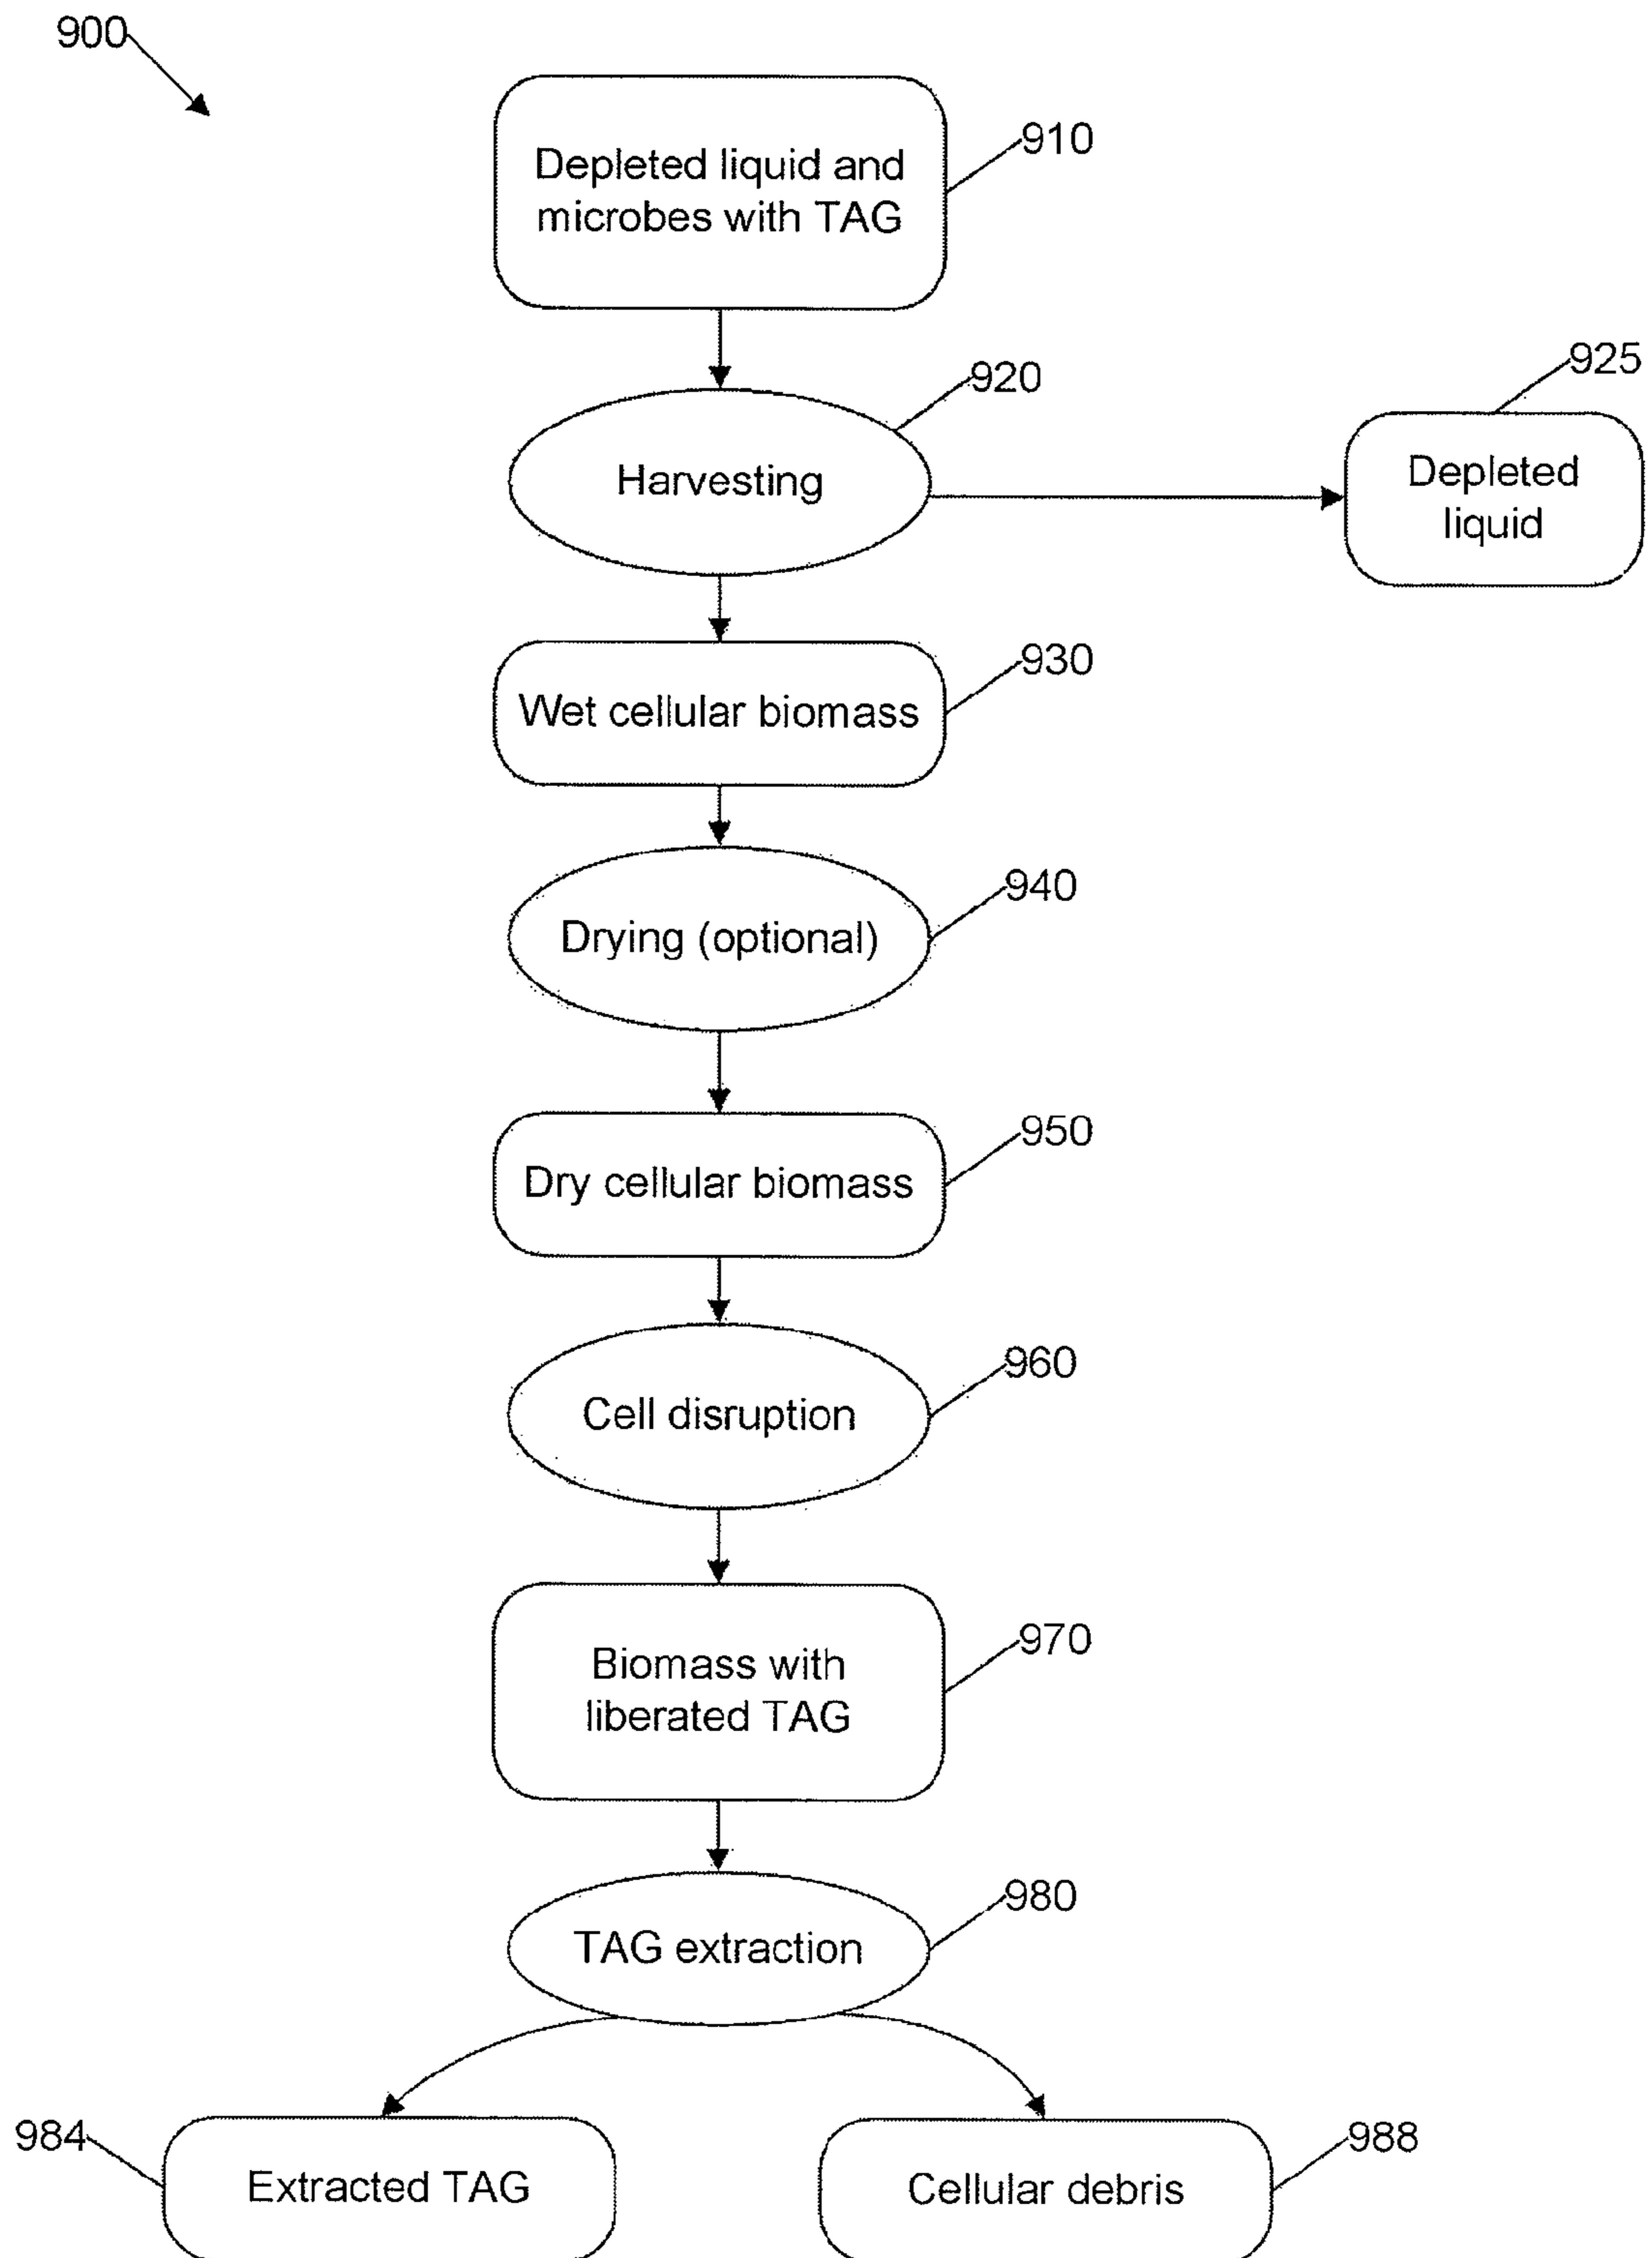 900
910
Depleted liquid and
microbes with TAG
920
925
Harvesting
Depleted
liquid
930
Wet cellular biomass
940
Drying (optional)
950
Dry cellular biomass
960
Cell disruption
970
Biomass with
liberated TAG
980
TAG extraction
984
988
Extracted TAG
Cellular debris